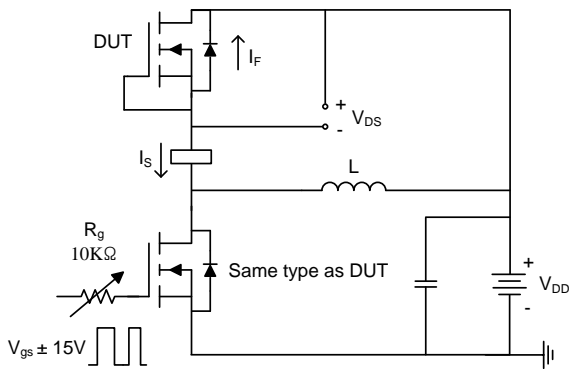 DUT
I_F
+
V_DS
-
I_S
L
R_g
10KΩ
Same type as DUT
+
V_DD
-
V_gs ± 15V